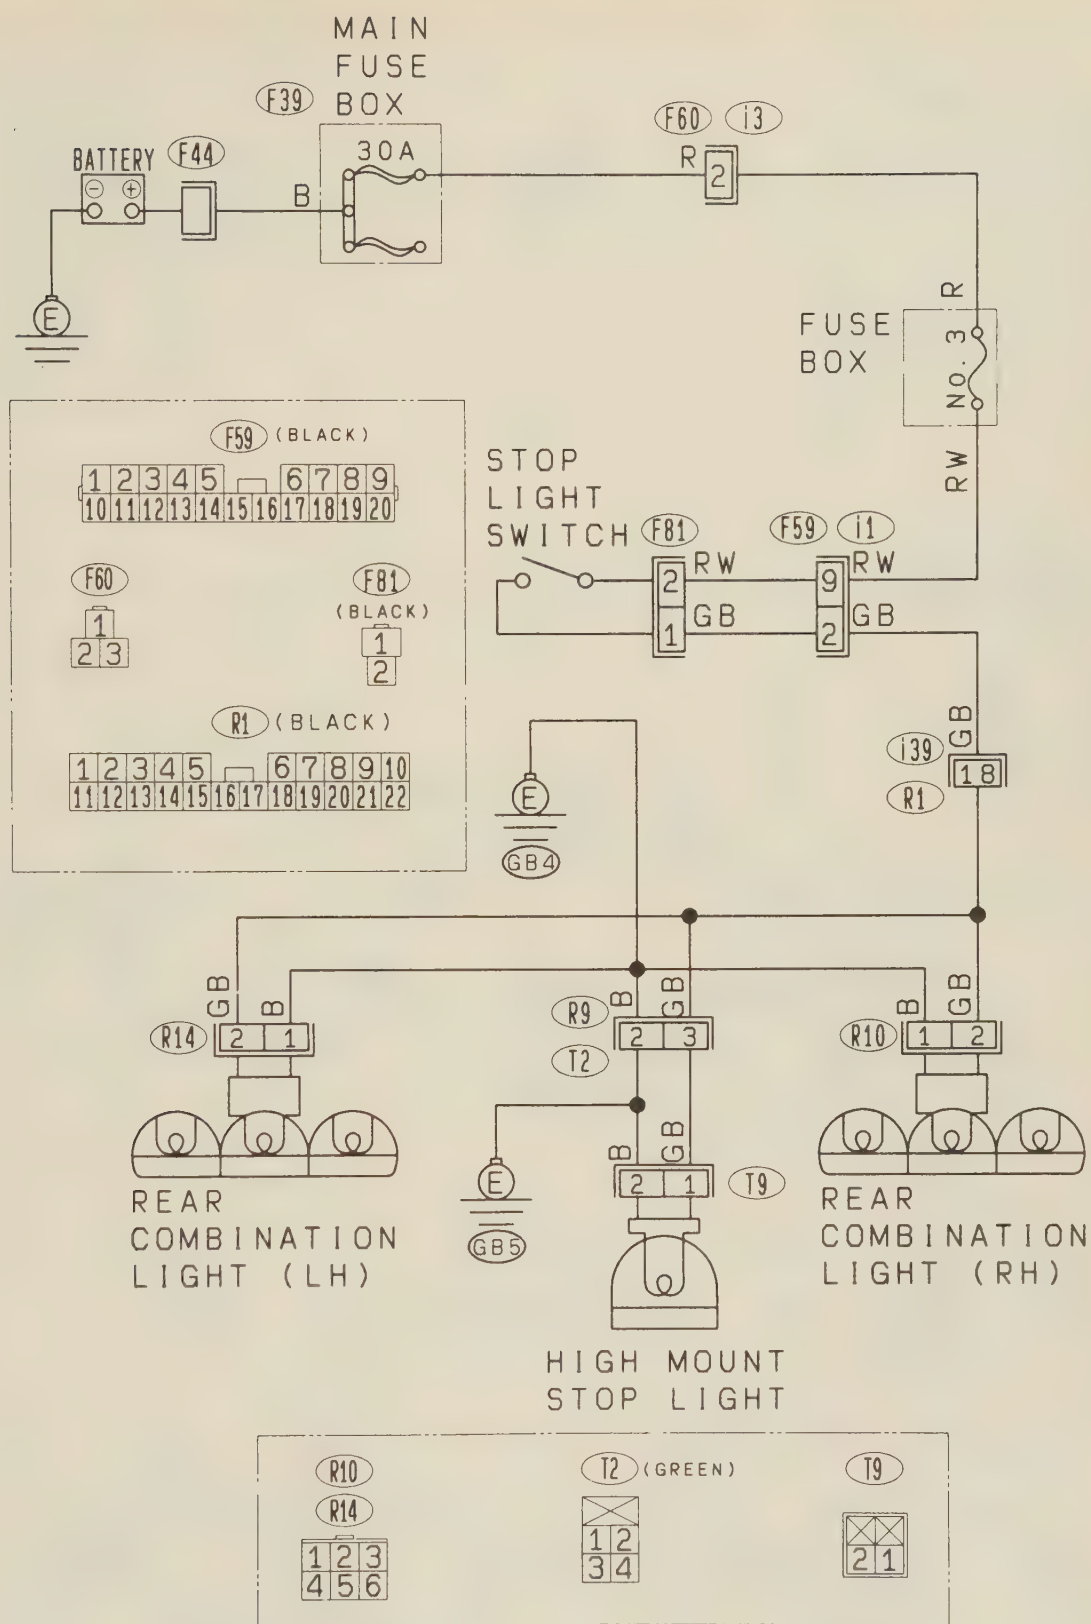 MAIN
FUSE
BOX
F39
30A
BATTERY
F44
− +
B
F60 i3
R
2
E
R
FUSE
BOX
No. 3
RW
F59 (BLACK)
1 2 3 4 5 6 7 8 9
10 11 12 13 14 15 16 17 18 19 20
F60
1
2 3
F81
(BLACK)
1
2
R1 (BLACK)
1 2 3 4 5 6 7 8 9 10
11 12 13 14 15 16 17 18 19 20 21 22
STOP
LIGHT
SWITCH
F81
F59 i1
2 RW 9 RW
1 GB 2 GB
GB
i39
18
R1
E
GB4
GB B
R14 2 1
B GB
R9
2 3
T2
B GB
R10 1 2
E
GB5
B GB
2 1 T9
REAR
COMBINATION
LIGHT (LH)
REAR
COMBINATION
LIGHT (RH)
HIGH MOUNT
STOP LIGHT
R10
R14
1 2 3
4 5 6
T2 (GREEN)
1 2
3 4
T9
2 1